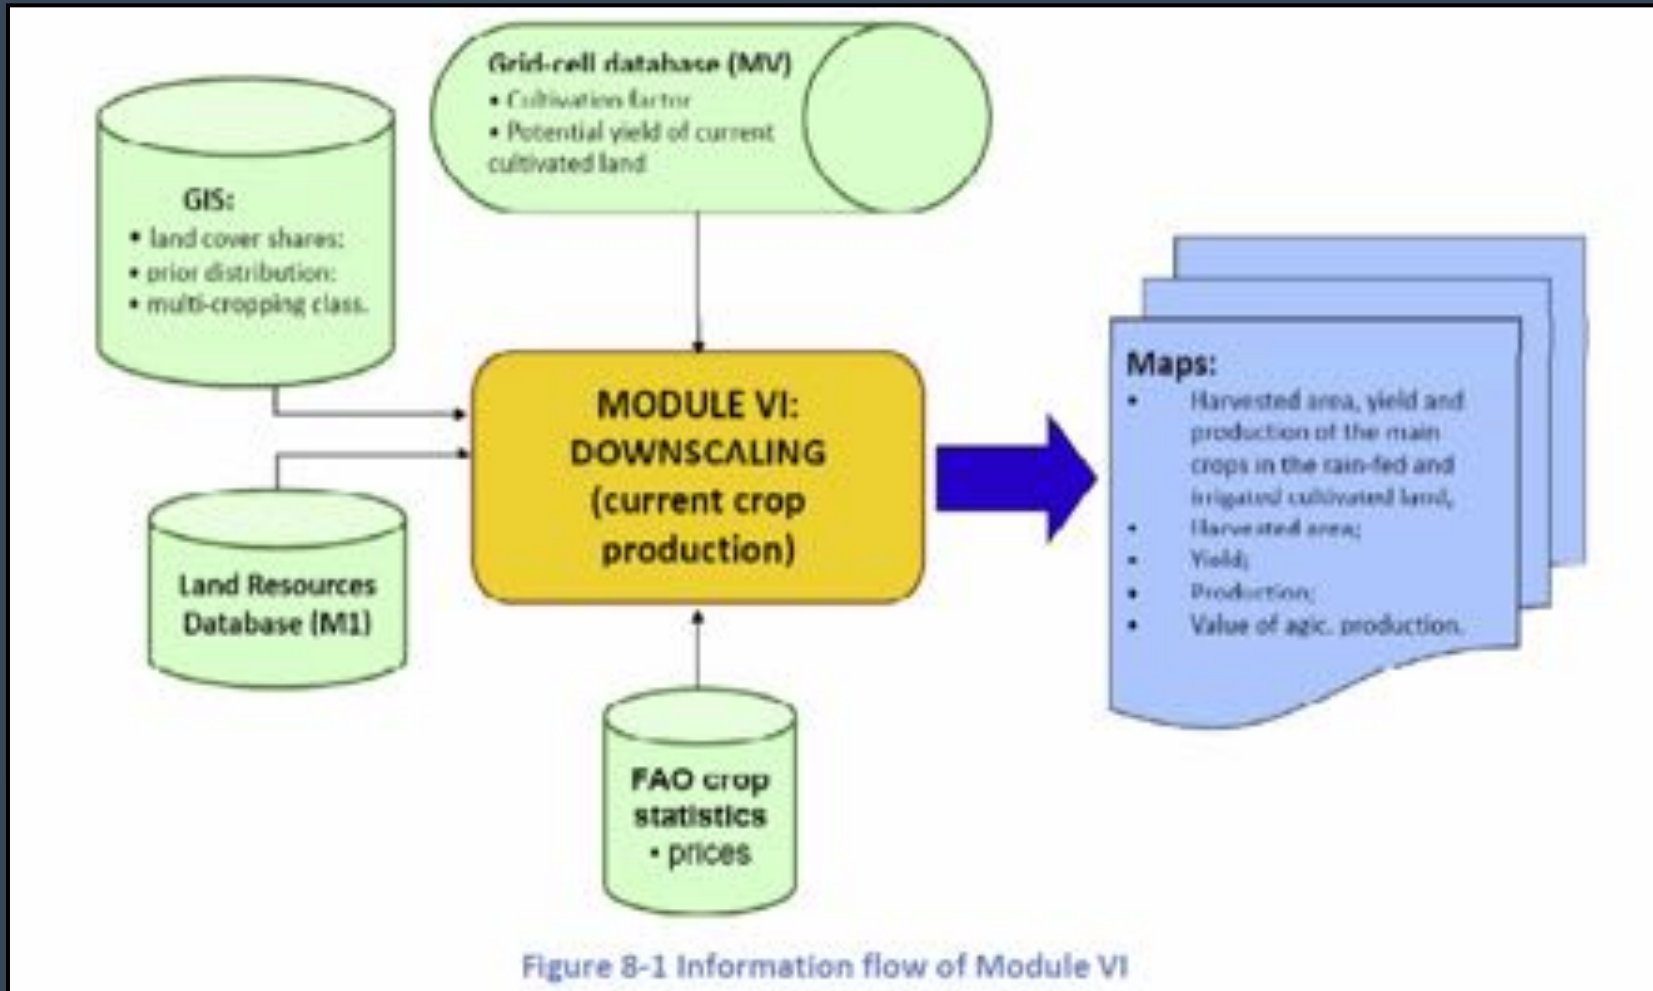 Grid-cell database (MV)
• Cultivation factor
• Potential yield of current
cultivated land
GIS:
• land cover shares:
• prior distribution:
• multi-cropping class.
MODULE VI:
DOWNSCALING
(current crop
production)
Land Resources
Database (M1)
FAO crop
statistics
• prices
Maps:
• Harvested area, yield and
production of the main
crops in the rain-fed and
irrigated cultivated land,
• Harvested area;
• Yield;
• Production;
• Value of agic. production.
Figure 8-1 Information flow of Module VI